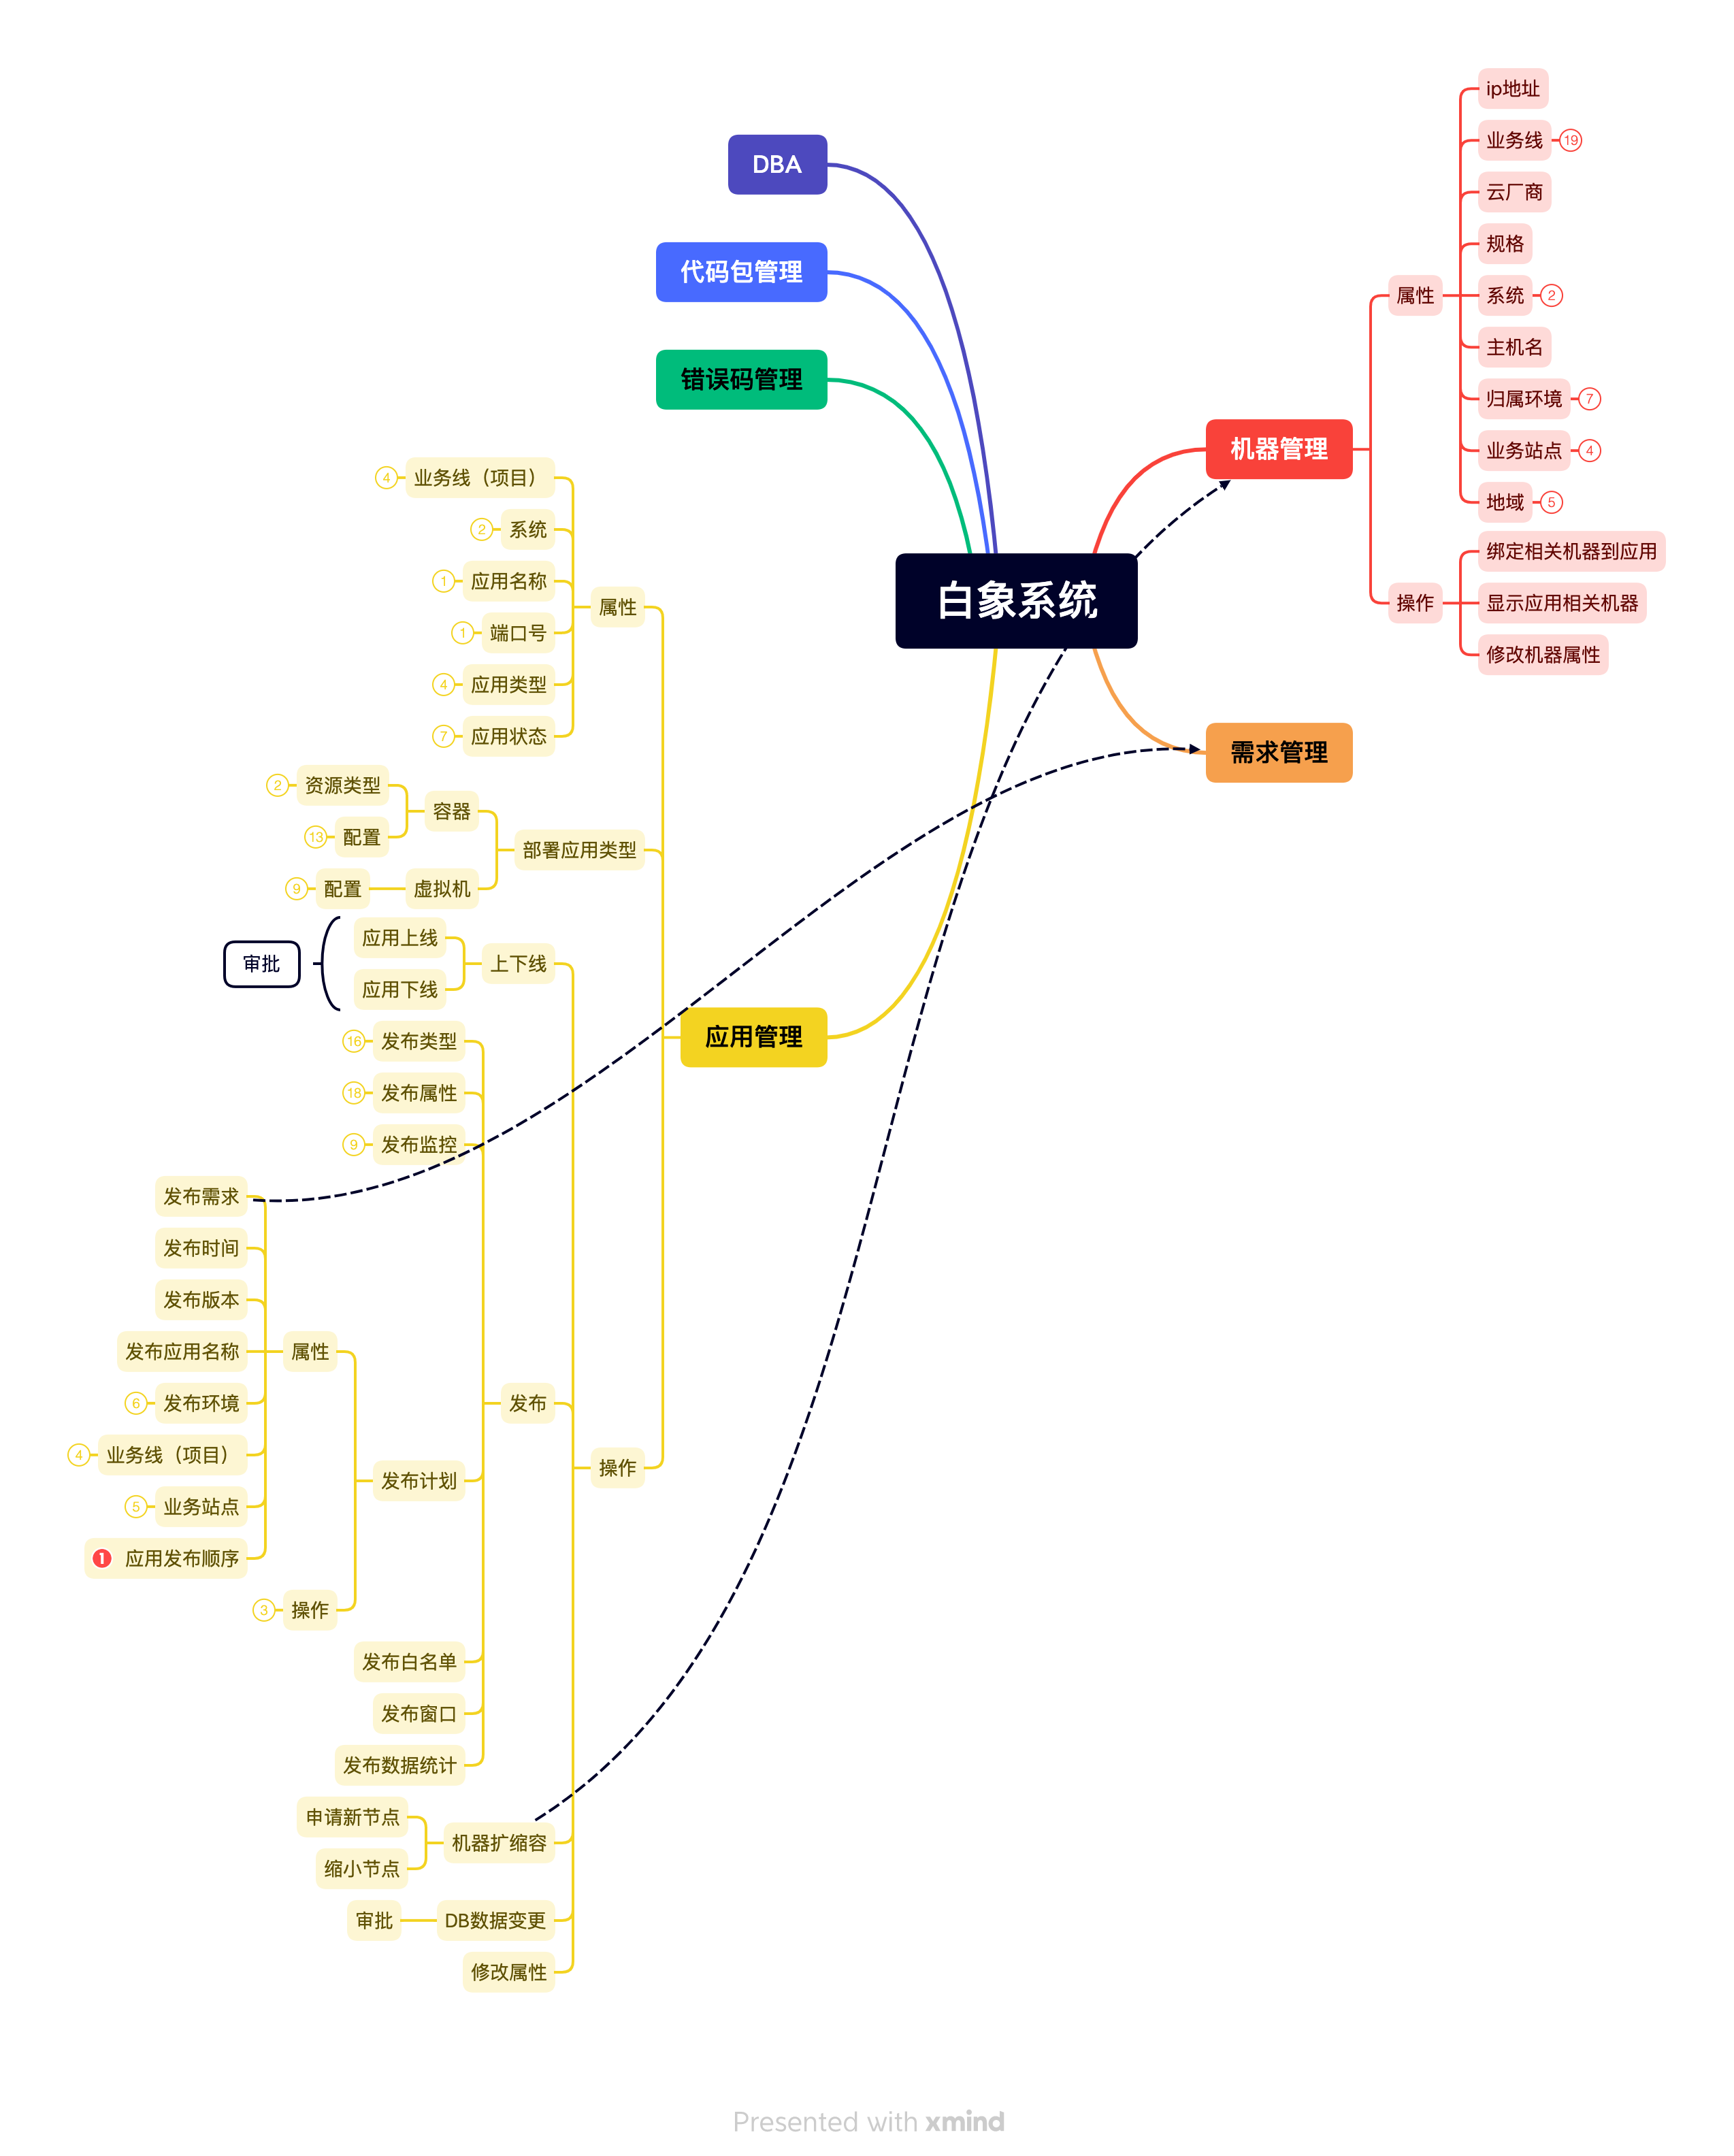 白象系统
机器管理
属性
ip地址
业务线
19
云厂商
规格
系统
2
主机名
归属环境
7
业务站点
4
地域
5
操作
绑定相关机器到应用
显示应用相关机器
修改机器属性
需求管理
DBA
代码包管理
错误码管理
应用管理
属性
业务线（项目）
4
系统
2
应用名称
1
端口号
1
应用类型
4
应用状态
7
部署应用类型
容器
资源类型
2
配置
13
虚拟机
配置
9
操作
上下线
应用上线
应用下线
审批
发布
发布类型
16
发布属性
18
发布监控
9
发布计划
属性
发布需求
发布时间
发布版本
发布应用名称
发布环境
6
业务线（项目）
4
业务站点
5
1 应用发布顺序
操作
3
发布白名单
发布窗口
发布数据统计
机器扩缩容
申请新节点
缩小节点
DB数据变更
审批
修改属性
Presented with xmind